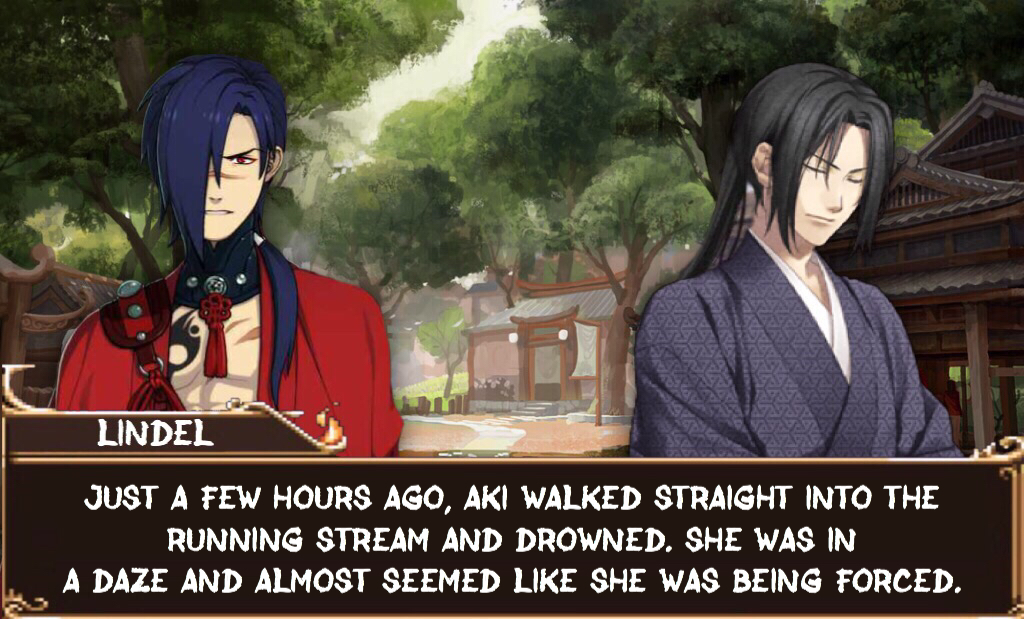 LINDEL
JUST A FEW HOURS AGO, AKI WALKED STRAIGHT INTO THE
RUNNING STREAM AND DROWNED. SHE WAS IN
A DAZE AND ALMOST SEEMED LIKE SHE WAS BEING FORCED.